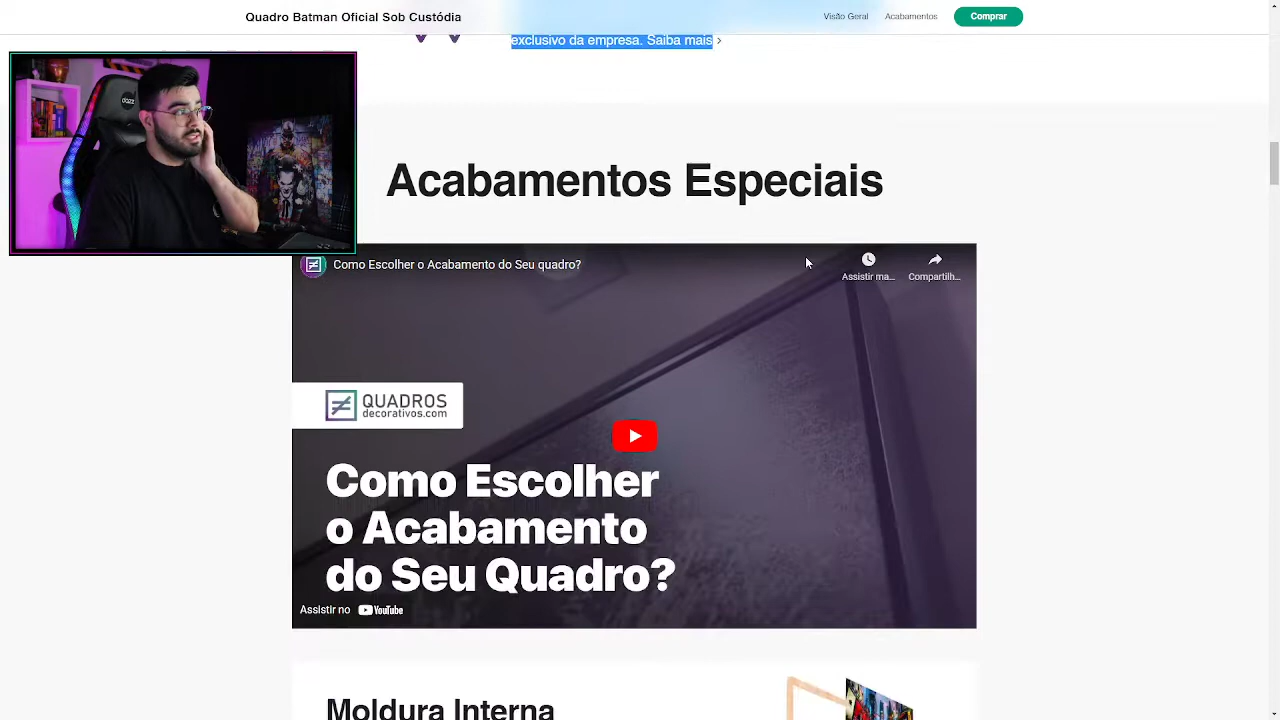 Quadro Batman Oficial Sob Custódia
Visão Geral
Acabamentos
Comprar
exclusivo da empresa. Saiba mais
Acabamentos Especiais
Como Escolher o Acabamento do Seu quadro?
Assistir ma...
Compartilh...
QUADROS
decorativos.com
Como Escolher
o Acabamento
do Seu Quadro?
Assistir no YouTube
Moldura Interna